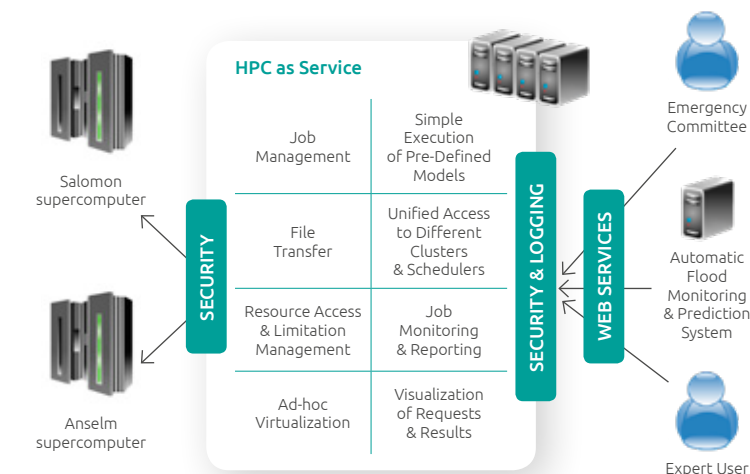 HPC as Service
Job
Management
Simple
Execution
of Pre-Defined
Models
File
Transfer
Unified Access
to Different
Clusters
& Schedulers
Resource Access
& Limitation
Management
Job
Monitoring
& Reporting
Ad-hoc
Virtualization
Visualization
of Requests
& Results
Salomon
supercomputer
Anselm
supercomputer
SECURITY
SECURITY & LOGGING
WEB SERVICES
Emergency
Committee
Automatic
Flood
Monitoring
& Prediction
System
Expert User